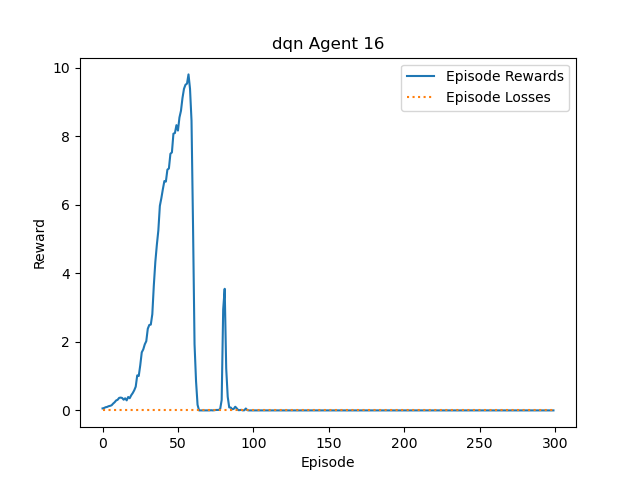 dqn Agent 16
Episode Rewards
Episode Losses
Reward
10
8
6
4
2
0
0 50 100 150 200 250 300
Episode